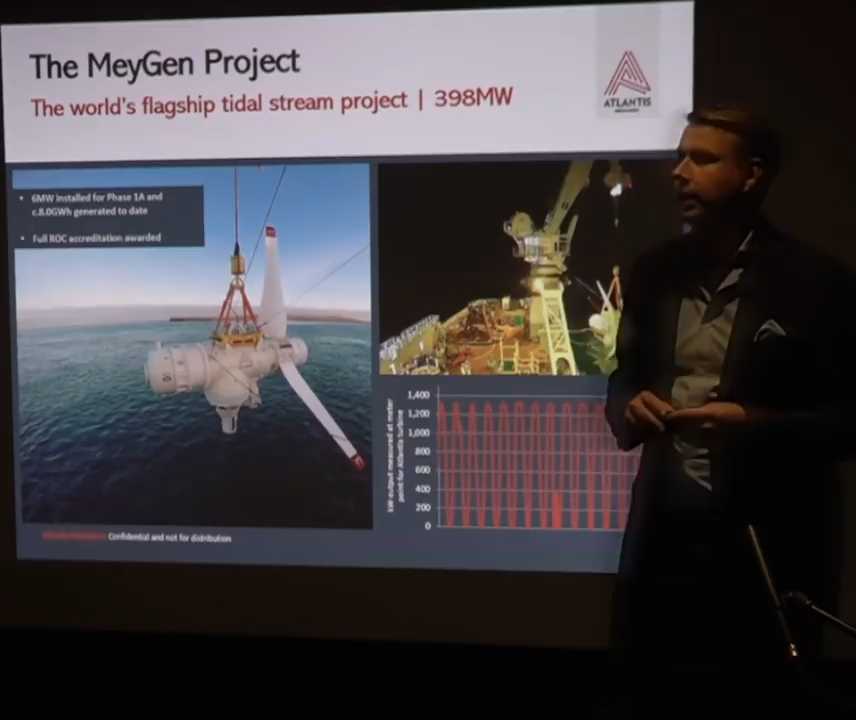 The MeyGen Project
The world's flagship tidal stream project | 398MW
ATLANTIS
• 6MW installed for Phase 1A and
c.8.0GWh generated to date
• Full ROC accreditation awarded
kW output measured at meter
point for Atlantis turbine
1,400
1,200
1,000
800
600
400
200
0
Confidential and not for distribution